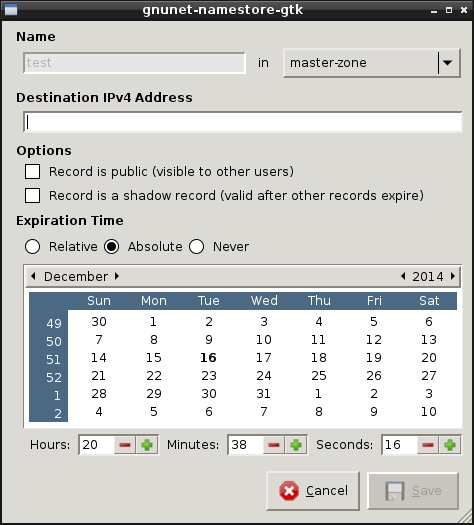 gnunet-namestore-gtk
Name
test in master-zone
Destination IPv4 Address
Options
Record is public (visible to other users)
Record is a shadow record (valid after other records expire)
Expiration Time
Relative Absolute Never
December 2014
Sun Mon Tue Wed Thu Fri Sat
49 30 1 2 3 4 5 6
50 7 8 9 10 11 12 13
51 14 15 16 17 18 19 20
52 21 22 23 24 25 26 27
1 28 29 30 31 1 2 3
2 4 5 6 7 8 9 10
Hours: 20 Minutes: 38 Seconds: 16
Cancel Save